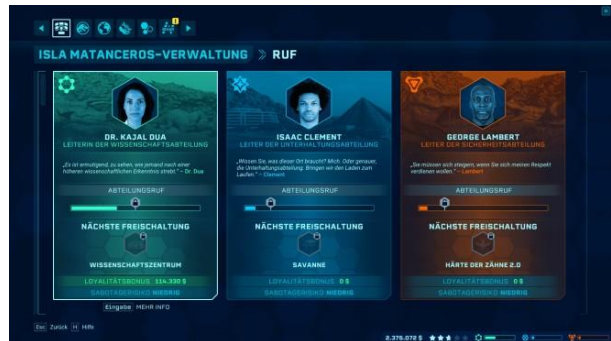 ISLA MATANCEROS-VERWALTUNG » RUF
DR. KAJAL DUA
LEITERIN DER WISSENSCHAFTSABTEILUNG
„Es ist ermutigend, zu sehen, wie jemand nach einer
höheren wissenschaftlichen Erkenntnis strebt." – Dr. Dua
ABTEILUNGSRUF
NÄCHSTE FREISCHALTUNG
WISSENSCHAFTSZENTRUM
LOYALITÄTSBONUS 114.330 $
SABOTAGERISIKO NIEDRIG
ISAAC CLEMENT
LEITER DER UNTERHALTUNGSABTEILUNG
„Wissen Sie, was dieser Ort braucht? Mich. Oder genauer,
die Unterhaltungsabteilung. Bringen wir den Laden zum
Laufen." – Clement
ABTEILUNGSRUF
NÄCHSTE FREISCHALTUNG
SAVANNE
LOYALITÄTSBONUS 0 $
SABOTAGERISIKO NIEDRIG
GEORGE LAMBERT
LEITER DER SICHERHEITSABTEILUNG
„Sie müssen sich steigern, wenn Sie sich meinen Respekt
verdienen wollen." – Lambert
ABTEILUNGSRUF
NÄCHSTE FREISCHALTUNG
HÄRTE DER ZÄHNE 2.0
LOYALITÄTSBONUS 0 $
SABOTAGERISIKO NIEDRIG
Eingabe MEHR INFO
Esc Zurück H Hilfe
2.375.072 $